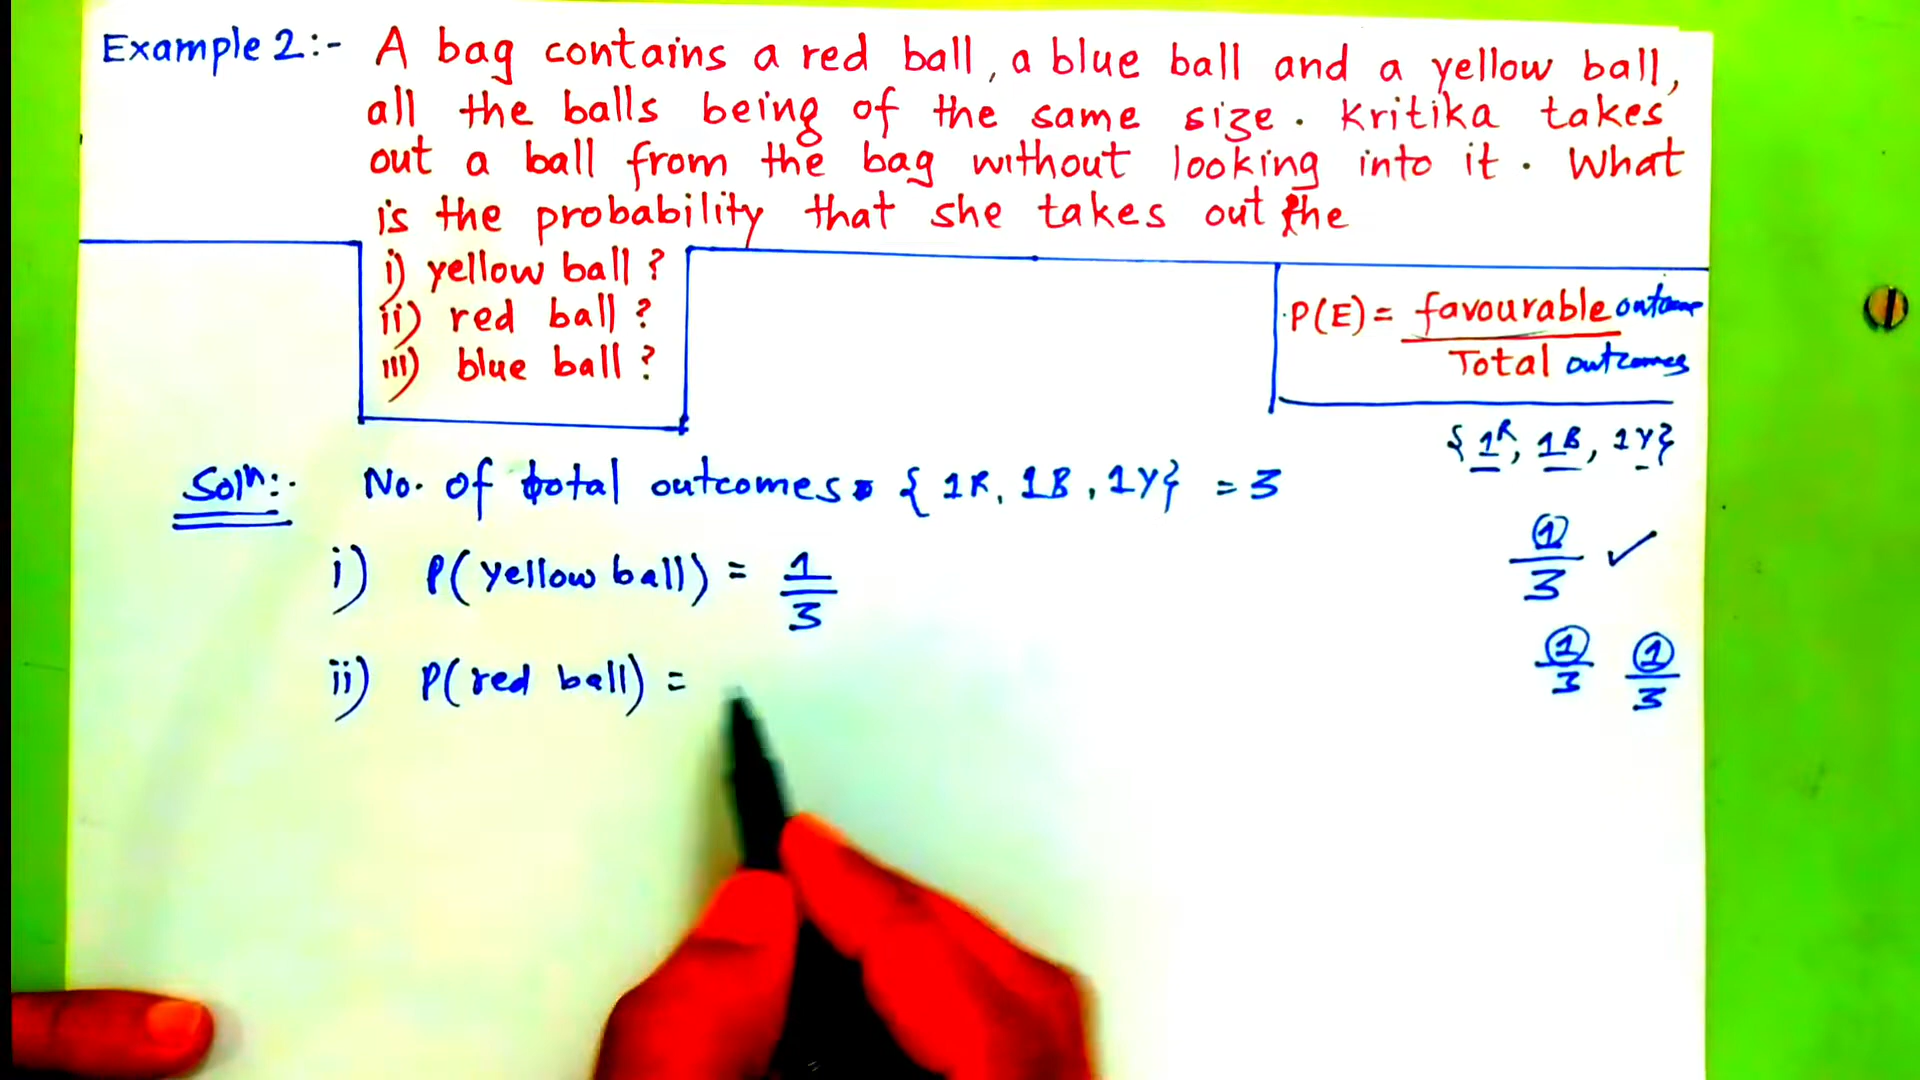 Example 2:- A bag contains a red ball, a blue ball and a yellow ball,
all the balls being of the same size. Kritika takes
out a ball from the bag without looking into it. What
is the probability that she takes out the
i) yellow ball?
ii) red ball?
iii) blue ball?
P(E) = favourable outcome
Total outcomes
{1R, 1B, 1Y}
Soln:. No. of total outcomes {1R, 1B, 1Y} = 3
1
3
i) P(yellow ball) = 1
3
1 1
3 3
ii) P(red ball) =